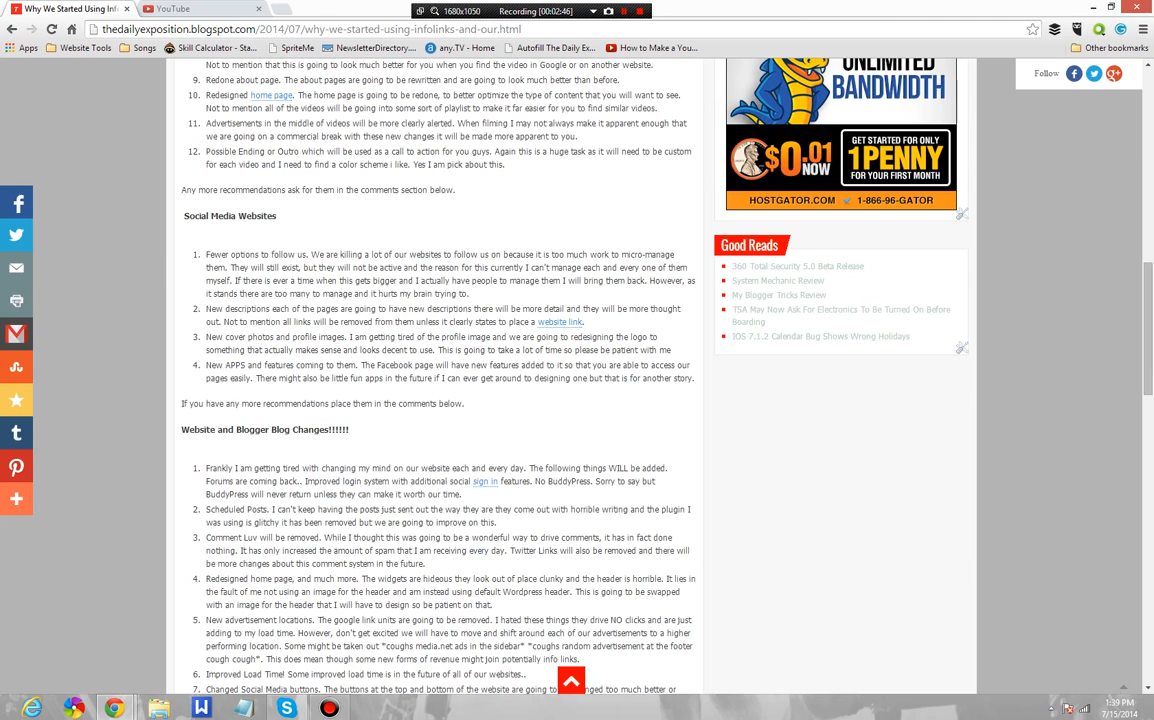 Why We Started Using Infol
YouTube
1680x1050
Recording [00:02:46]
thedailyexposition.blogspot.com/2014/07/why-we-started-using-infolinks-and-our.html
Apps
Website Tools
Songs
Skill Calculator - Sta...
SpriteMe
NewsletterDirectory....
any.TV - Home
Autofill The Daily Ex...
How to Make a You...
Other bookmarks
Not to mention that this is going to look much better for you when you find the video in Google or on another website.
9. Redone about page. The about pages are going to be rewritten and are going to look much better than before.
10. Redesigned home page. The home page is going to be redone, to better optimize the type of content that you will want to see.
Not to mention all of the videos will be going into some sort of playlist to make it far easier for you to find similar videos.
11. Advertisements in the middle of videos will be more clearly alerted. When filming I may not always make it apparent enough that
we are going on a commercial break with these new changes it will be made more apparent to you.
12. Possible Ending or Outro which will be used as a call to action for you guys. Again this is a huge task as it will need to be custom
for each video and I need to find a color scheme i like. Yes I am pick about this.
Any more recommendations ask for them in the comments section below.
Social Media Websites
1. Fewer options to follow us. We are killing a lot of our websites to follow us on because it is too much work to micro-manage
them. They will still exist, but they will not be active and the reason for this currently I can't manage each and every one of them
myself. If there is ever a time when this gets bigger and I actually have people to manage them I will bring them back. However, as
it stands there are too many to manage and it hurts my brain trying to.
2. New descriptions each of the pages are going to have new descriptions there will be more detail and they will be more thought
out. Not to mention all links will be removed from them unless it clearly states to place a website link.
3. New cover photos and profile images. I am getting tired of the profile image and we are going to redesigning the logo to
something that actually makes sense and looks decent to use. This is going to take a lot of time so please be patient with me
4. New APPS and features coming to them. The Facebook page will have new features added to it so that you are able to access our
pages easily. There might also be little fun apps in the future if I can ever get around to designing one but that is for another story.
If you have any more recommendations place them in the comments below.
Website and Blogger Blog Changes!!!!!!
1. Frankly I am getting tired with changing my mind on our website each and every day. The following things WILL be added.
Forums are coming back.. Improved login system with additional social sign in features. No BuddyPress. Sorry to say but
BuddyPress will never return unless they can make it worth our time.
2. Scheduled Posts. I can't keep having the posts just sent out the way they are they come out with horrible writing and the plugin I
was using is glitchy it has been removed but we are going to improve on this.
3. Comment Luv will be removed. While I thought this was going to be a wonderful way to drive comments, it has in fact done
nothing. It has only increased the amount of spam that I am receiving every day. Twitter Links will also be removed and there will
be more changes about this comment system in the future.
4. Redesigned home page, and much more. The widgets are hideous they look out of place clunky and the header is horrible. It lies in
the fault of me not using an image for the header and am instead using default Wordpress header. This is going to be swapped
with an image for the header that I will have to design so be patient on that.
5. New advertisement locations. The google link units are going to be removed. I hated these things they drive NO clicks and are just
adding to my load time. However, don't get excited we will have to move and shift around each of our advertisements to a higher
performing location. Some might be taken out *coughs media.net ads in the sidebar* *coughs random advertisement at the footer
cough cough*. This does mean though some new forms of revenue might join potentially info links.
6. Improved Load Time! Some improved load time is in the future of all of our websites..
7. Changed Social Media buttons. The buttons at the top and bottom of the website are going to nged too much better or
UNLIMITED
BANDWIDTH
$0.01
NOW
GET STARTED FOR ONLY
1PENNY
FOR YOUR FIRST MONTH
HOSTGATOR.COM
1-866-96-GATOR
Good Reads
360 Total Security 5.0 Beta Release
System Mechanic Review
My Blogger Tricks Review
TSA May Now Ask For Electronics To Be Turned On Before
Boarding
IOS 7.1.2 Calendar Bug Shows Wrong Holidays
Follow
1:39 PM
7/15/2014